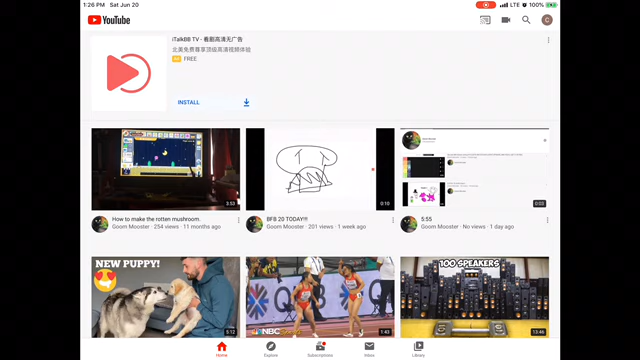 1:26 PM Sat Jun 20
LTE 100%
YouTube
C
iTalkBB TV - 看剧高清无广告
北美免费尊享顶级高清视频体验
Ad FREE
INSTALL
3:53
0:10
0:03
How to make the rotten mushroom.
Goom Mooster · 254 views · 11 months ago
BFB 20 TODAY!!!
Goom Mooster · 201 views · 1 week ago
5:55
Goom Mooster · No views · 1 day ago
NEW PUPPY!
5:12
NBC
1:43
100 SPEAKERS
13:46
Home
Explore
Subscriptions
Inbox
Library